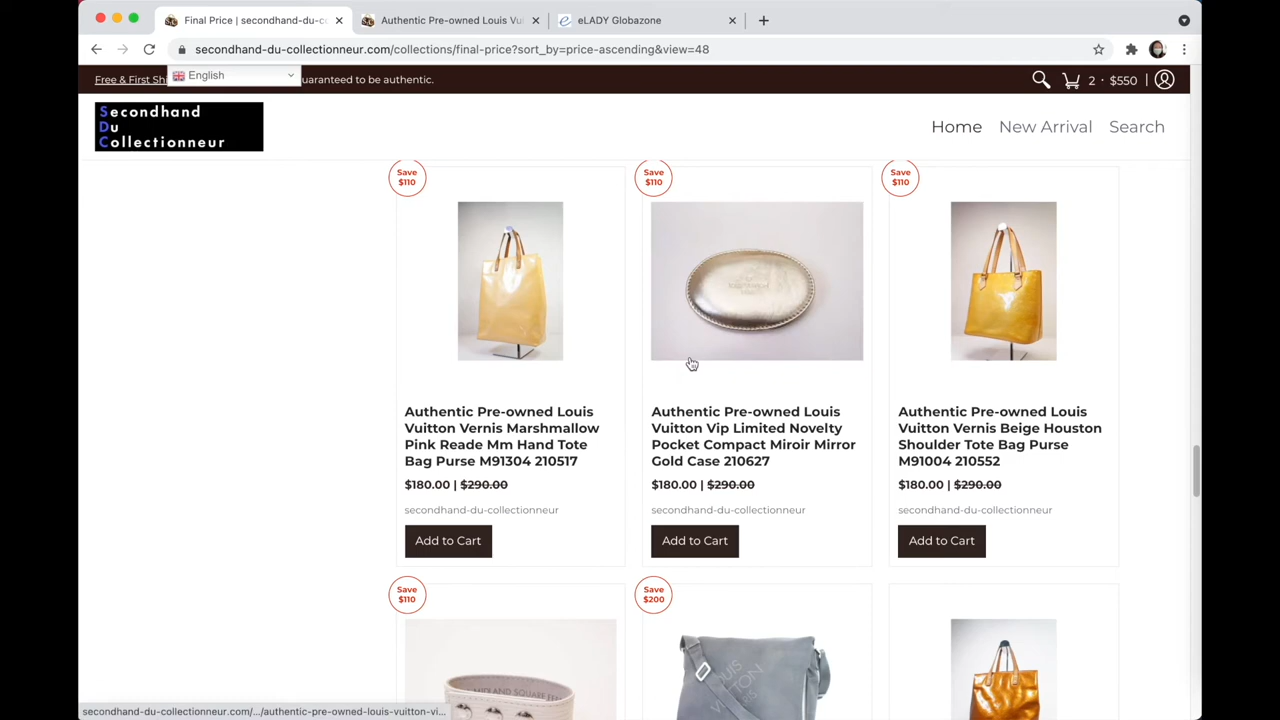 Final Price | secondhand-du-co
Authentic Pre-owned Louis Vui
eLADY Globazone
secondhand-du-collectionneur.com/collections/final-price?sort_by=price-ascending&view=48
Free & First Shi
English
uaranteed to be authentic.
2 · $550
Secondhand
Du
Collectionneur
Home
New Arrival
Search
Save
$110
Save
$110
Save
$110
Authentic Pre-owned Louis
Vuitton Vernis Marshmallow
Pink Reade Mm Hand Tote
Bag Purse M91304 210517
$180.00 | $290.00
secondhand-du-collectionneur
Add to Cart
Authentic Pre-owned Louis
Vuitton Vip Limited Novelty
Pocket Compact Miroir Mirror
Gold Case 210627
$180.00 | $290.00
secondhand-du-collectionneur
Add to Cart
Authentic Pre-owned Louis
Vuitton Vernis Beige Houston
Shoulder Tote Bag Purse
M91004 210552
$180.00 | $290.00
secondhand-du-collectionneur
Add to Cart
Save
$110
Save
$200
LOUIS
VUITTON
secondhand-du-collectionneur.com/.../authentic-pre-owned-louis-vuitton-vi...